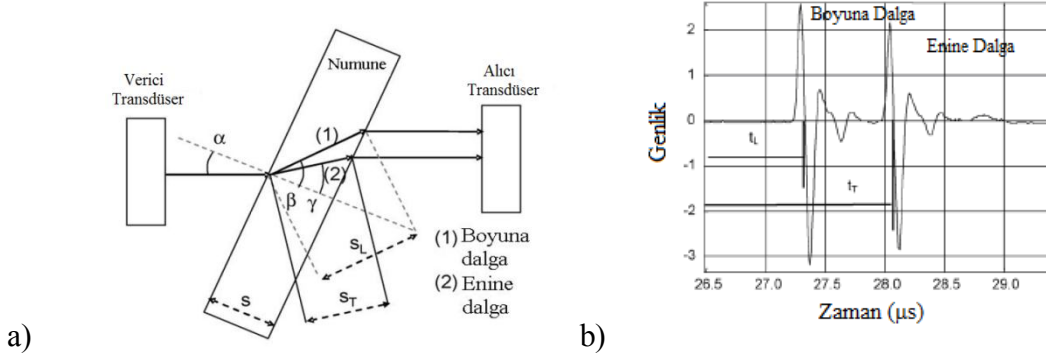 Verici
Transdüser
Numune
Alıcı
Transdüser
α
(1)
(2)
β
γ
s_L
s_T
s
(1) Boyuna
dalga
(2) Enine
dalga
a)
Boyuna Dalga
Enine Dalga
2
1
0
-1
-2
-3
t_L
t_T
Genlik
26.5 27.0 27.5 28.0 28.5 29.0
Zaman (µs)
b)